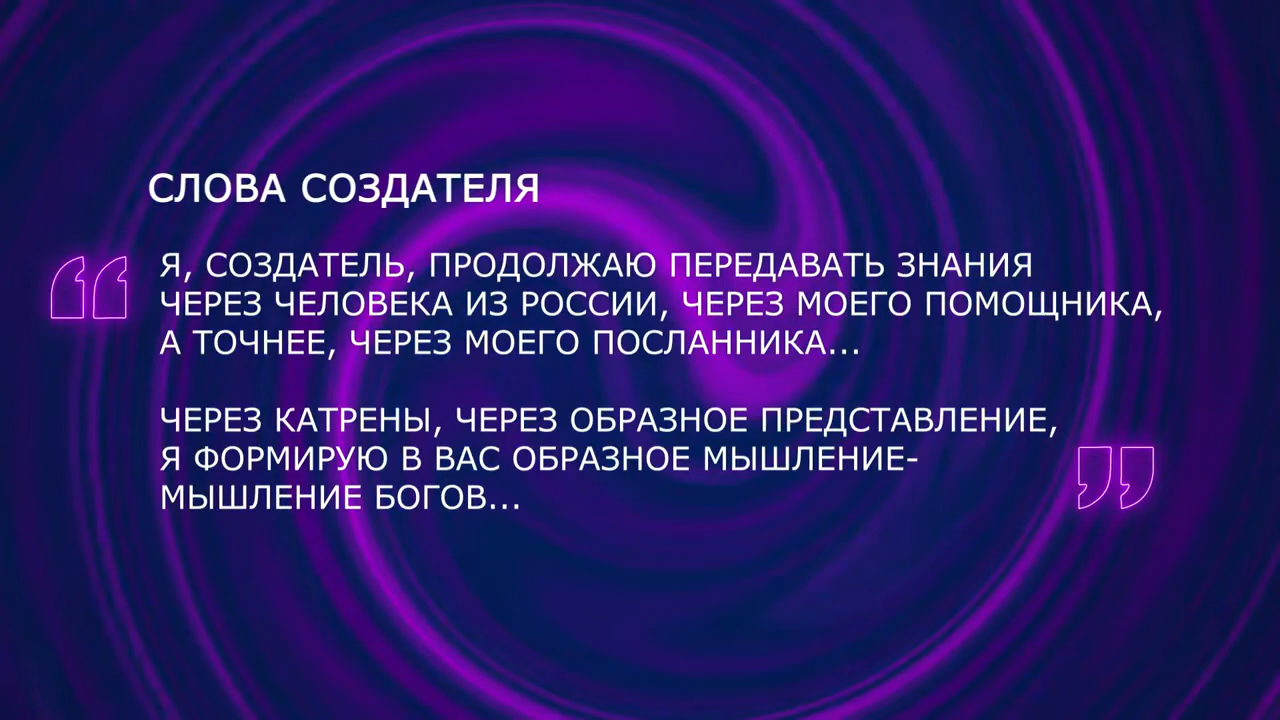 СЛОВА СОЗДАТЕЛЯ
Я, СОЗДАТЕЛЬ, ПРОДОЛЖАЮ ПЕРЕДАВАТЬ ЗНАНИЯ
ЧЕРЕЗ ЧЕЛОВЕКА ИЗ РОССИИ, ЧЕРЕЗ МОЕГО ПОМОЩНИКА,
А ТОЧНЕЕ, ЧЕРЕЗ МОЕГО ПОСЛАННИКА...
ЧЕРЕЗ КАТРЕНЫ, ЧЕРЕЗ ОБРАЗНОЕ ПРЕДСТАВЛЕНИЕ,
Я ФОРМИРУЮ В ВАС ОБРАЗНОЕ МЫШЛЕНИЕ-
МЫШЛЕНИЕ БОГОВ...